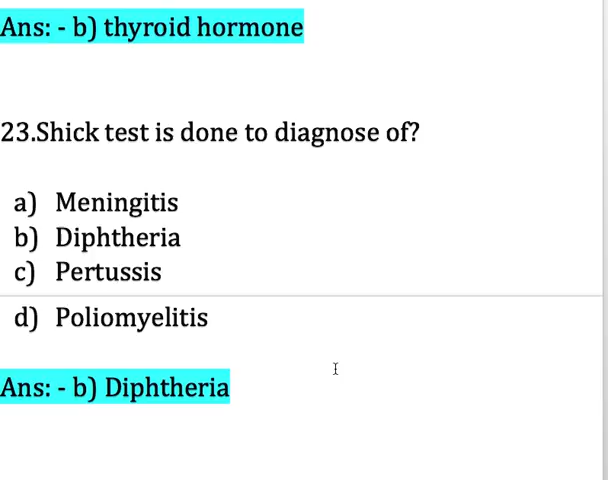 Ans: - b) thyroid hormone
23.Shick test is done to diagnose of?
a) Meningitis
b) Diphtheria
c) Pertussis
d) Poliomyelitis
Ans: - b) Diphtheria